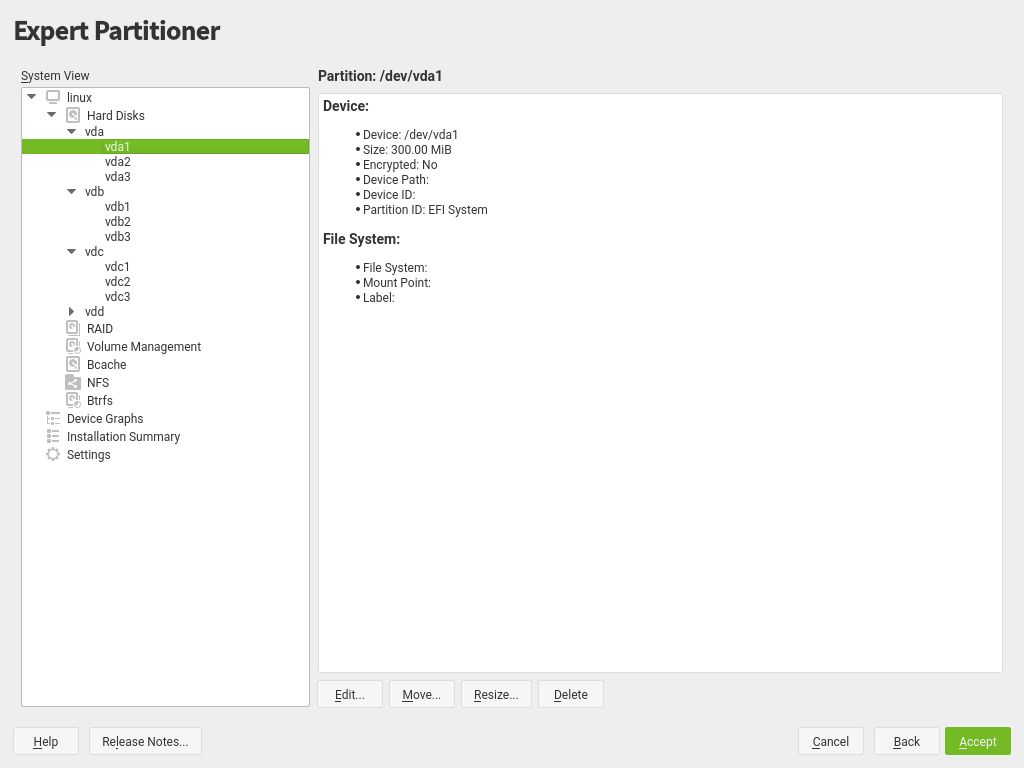 Expert Partitioner
System View
linux
Hard Disks
vda
vda1
vda2
vda3
vdb
vdb1
vdb2
vdb3
vdc
vdc1
vdc2
vdc3
vdd
RAID
Volume Management
Bcache
NFS
Btrfs
Device Graphs
Installation Summary
Settings
Partition: /dev/vda1
Device:
• Device: /dev/vda1
• Size: 300.00 MiB
• Encrypted: No
• Device Path:
• Device ID:
• Partition ID: EFI System
File System:
• File System:
• Mount Point:
• Label:
Edit...
Move...
Resize...
Delete
Help
Release Notes...
Cancel
Back
Accept